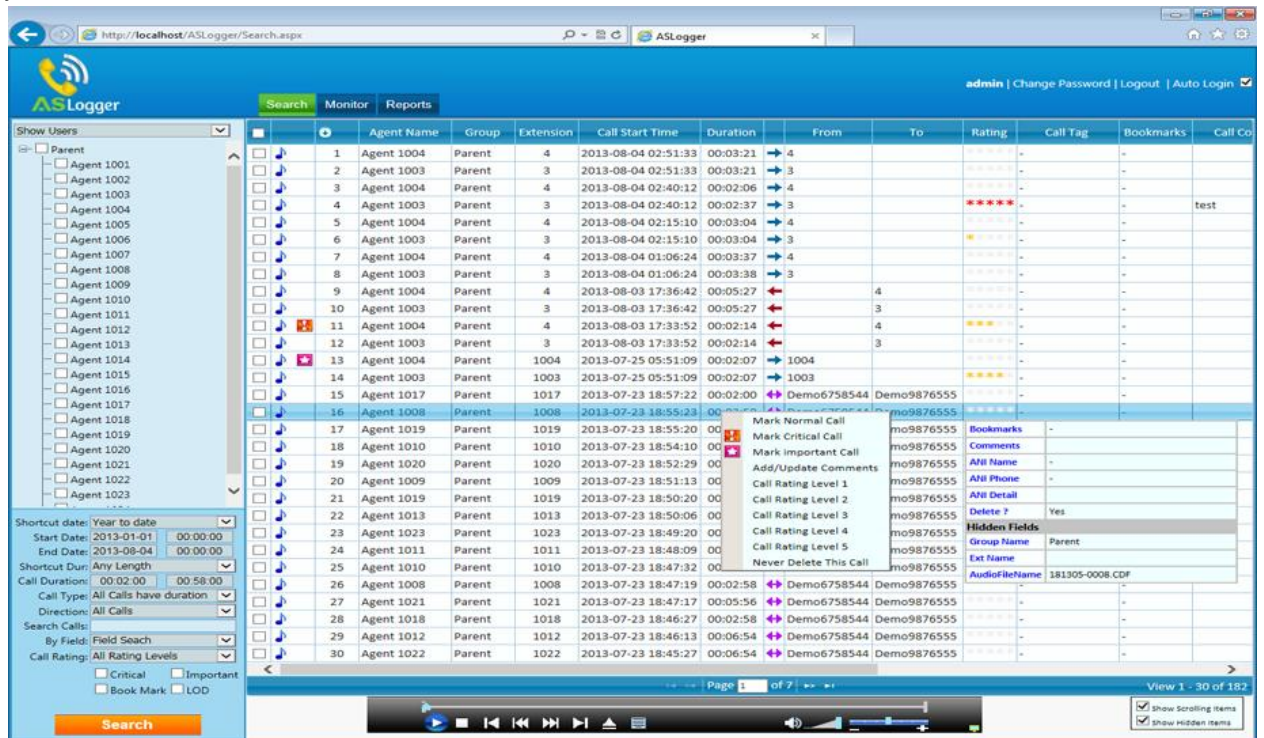 http://localhost/ASLogger/Search.aspx
ASLogger
ASLogger
admin | Change Password | Logout | Auto Login
Search Monitor Reports
Show Users
Parent
Agent 1001
Agent 1002
Agent 1003
Agent 1004
Agent 1005
Agent 1006
Agent 1007
Agent 1008
Agent 1009
Agent 1010
Agent 1011
Agent 1012
Agent 1013
Agent 1014
Agent 1015
Agent 1016
Agent 1017
Agent 1018
Agent 1019
Agent 1020
Agent 1021
Agent 1022
Agent 1023
Shortcut date: Year to date
Start Date: 2013-01-01 00:00:00
End Date: 2013-08-04 00:00:00
Shortcut Dur: Any Length
Call Duration: 00:02:00 00:58:00
Call Type: All Calls have duration
Direction: All Calls
Search Calls:
By Field: Field Seach
Call Rating: All Rating Levels
Critical Important
Book Mark LOD
Search
Agent Name Group Extension Call Start Time Duration From To Rating Call Tag Bookmarks Call Co
1 Agent 1004 Parent 4 2013-08-04 02:51:33 00:03:21 4 - -
2 Agent 1003 Parent 3 2013-08-04 02:51:33 00:03:21 3 - -
3 Agent 1004 Parent 4 2013-08-04 02:40:12 00:02:06 4 - -
4 Agent 1003 Parent 3 2013-08-04 02:40:12 00:02:37 3 ***** - - test
5 Agent 1004 Parent 4 2013-08-04 02:15:10 00:03:04 4 - -
6 Agent 1003 Parent 3 2013-08-04 02:15:10 00:03:04 3 - -
7 Agent 1004 Parent 4 2013-08-04 01:06:24 00:03:37 4 - -
8 Agent 1003 Parent 3 2013-08-04 01:06:24 00:03:38 3 - -
9 Agent 1004 Parent 4 2013-08-03 17:36:42 00:05:27 4 - -
10 Agent 1003 Parent 3 2013-08-03 17:36:42 00:05:27 3 - -
11 Agent 1004 Parent 4 2013-08-03 17:33:52 00:02:14 4 - -
12 Agent 1003 Parent 3 2013-08-03 17:33:52 00:02:14 3 - -
13 Agent 1004 Parent 1004 2013-07-25 05:51:09 00:02:07 1004 - -
14 Agent 1003 Parent 1003 2013-07-25 05:51:09 00:02:07 1003 - -
15 Agent 1017 Parent 1017 2013-07-23 18:57:22 00:02:00 Demo6758544 Demo9876555 - -
16 Agent 1008 Parent 1008 2013-07-23 18:55:23 - -
17 Agent 1019 Parent 1019 2013-07-23 18:55:20 00 mo9876555
18 Agent 1010 Parent 1010 2013-07-23 18:54:10 00 mo9876555
19 Agent 1020 Parent 1020 2013-07-23 18:52:29 00 mo9876555
20 Agent 1009 Parent 1009 2013-07-23 18:51:13 00 mo9876555
21 Agent 1019 Parent 1019 2013-07-23 18:50:20 00 mo9876555
22 Agent 1013 Parent 1013 2013-07-23 18:50:06 00 mo9876555
23 Agent 1023 Parent 1023 2013-07-23 18:49:20 00 mo9876555
24 Agent 1011 Parent 1011 2013-07-23 18:48:09 00 mo9876555
25 Agent 1010 Parent 1010 2013-07-23 18:47:32 00 mo9876555
26 Agent 1008 Parent 1008 2013-07-23 18:47:19 00:02:58 Demo6758544 Demo9876555
27 Agent 1021 Parent 1021 2013-07-23 18:47:17 00:05:56 Demo6758544 Demo9876555 - -
28 Agent 1018 Parent 1018 2013-07-23 18:46:27 00:02:58 Demo6758544 Demo9876555 - -
29 Agent 1012 Parent 1012 2013-07-23 18:46:13 00:06:54 Demo6758544 Demo9876555 - -
30 Agent 1022 Parent 1022 2013-07-23 18:45:27 00:06:54 Demo6758544 Demo9876555 - -
Mark Normal Call
Mark Critical Call
Mark Important Call
Add/Update Comments
Call Rating Level 1
Call Rating Level 2
Call Rating Level 3
Call Rating Level 4
Call Rating Level 5
Never Delete This Call
Bookmarks -
Comments
ANI Name -
ANI Phone -
ANI Detail
Delete ? Yes
Hidden Fields
Group Name Parent
Ext Name
AudioFileName 181305-0008.CDF
Page 1 of 7
View 1 - 30 of 182
Show Scrolling Items
Show Hidden Items